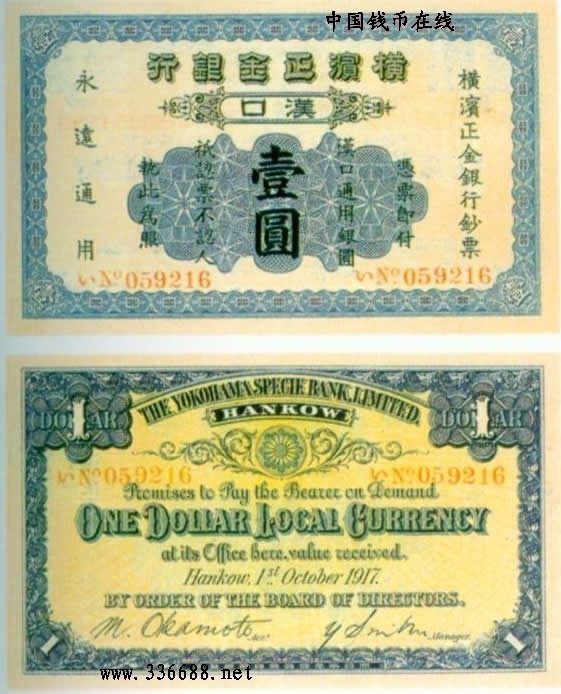 中国钱币在线
橫濱正金銀行
漢口
橫濱正金銀行鈔票
憑票即付
漢口通用銀圓
壹圓
祇認票不認人
執此為照
永遠通用
いNo059216
いNo059216
THE YOKOHAMA SPECIE BANK, LIMITED.
HANKOW
DOLLAR 1
DOLLAR 1
いNo059216
いNo059216
Promises to Pay the Bearer on Demand
ONE DOLLAR LOCAL CURRENCY
at its Office here, value received.
Hankow, 1st October 1917.
BY ORDER OF THE BOARD OF DIRECTORS.
M. Okamoto
Manager.
1
1
www.336688.net